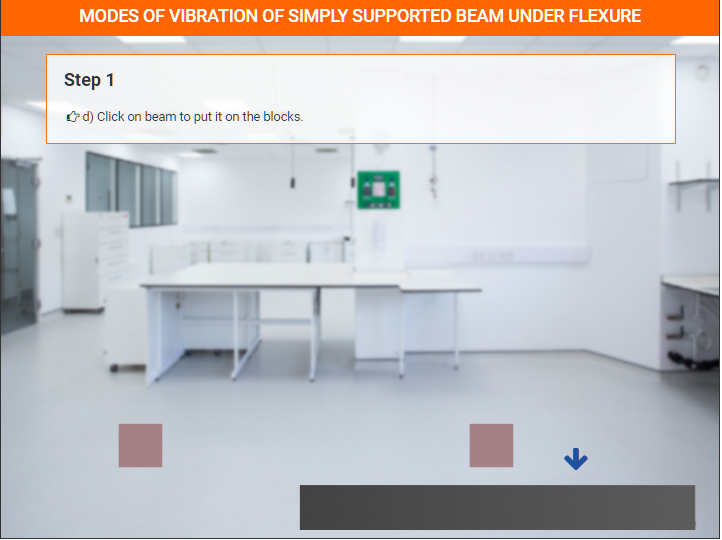 MODES OF VIBRATION OF SIMPLY SUPPORTED BEAM UNDER FLEXURE
Step 1
d) Click on beam to put it on the blocks.